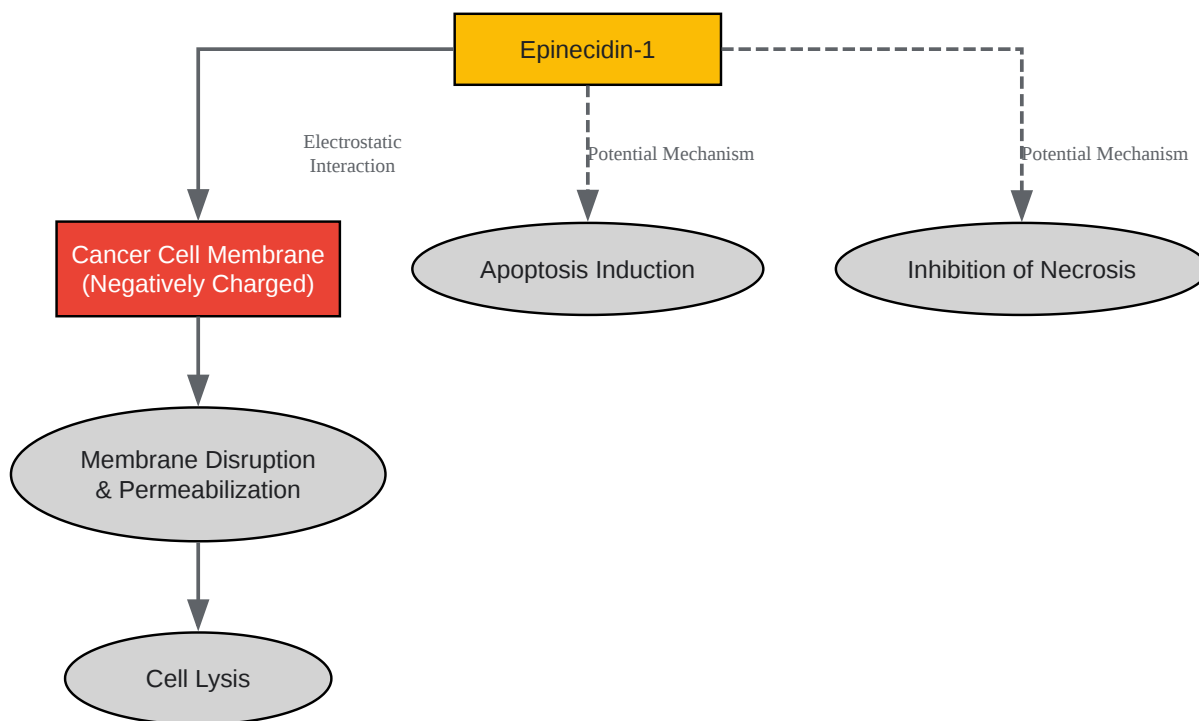 Epinecidin-1
Electrostatic
Interaction
Potential Mechanism
Potential Mechanism
Cancer Cell Membrane
(Negatively Charged)
Apoptosis Induction
Inhibition of Necrosis
Membrane Disruption
& Permeabilization
Cell Lysis